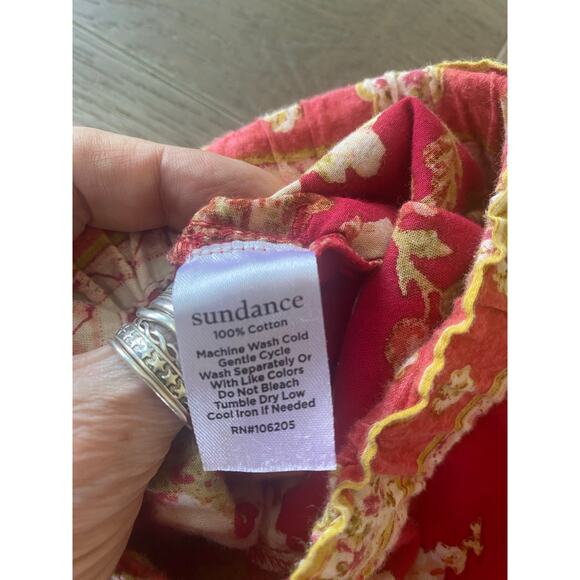 sundance
100% Cotton
Machine Wash Cold
Gentle Cycle
Wash Separately Or
With Like Colors
Do Not Bleach
Tumble Dry Low
Cool Iron If Needed
RN#106205